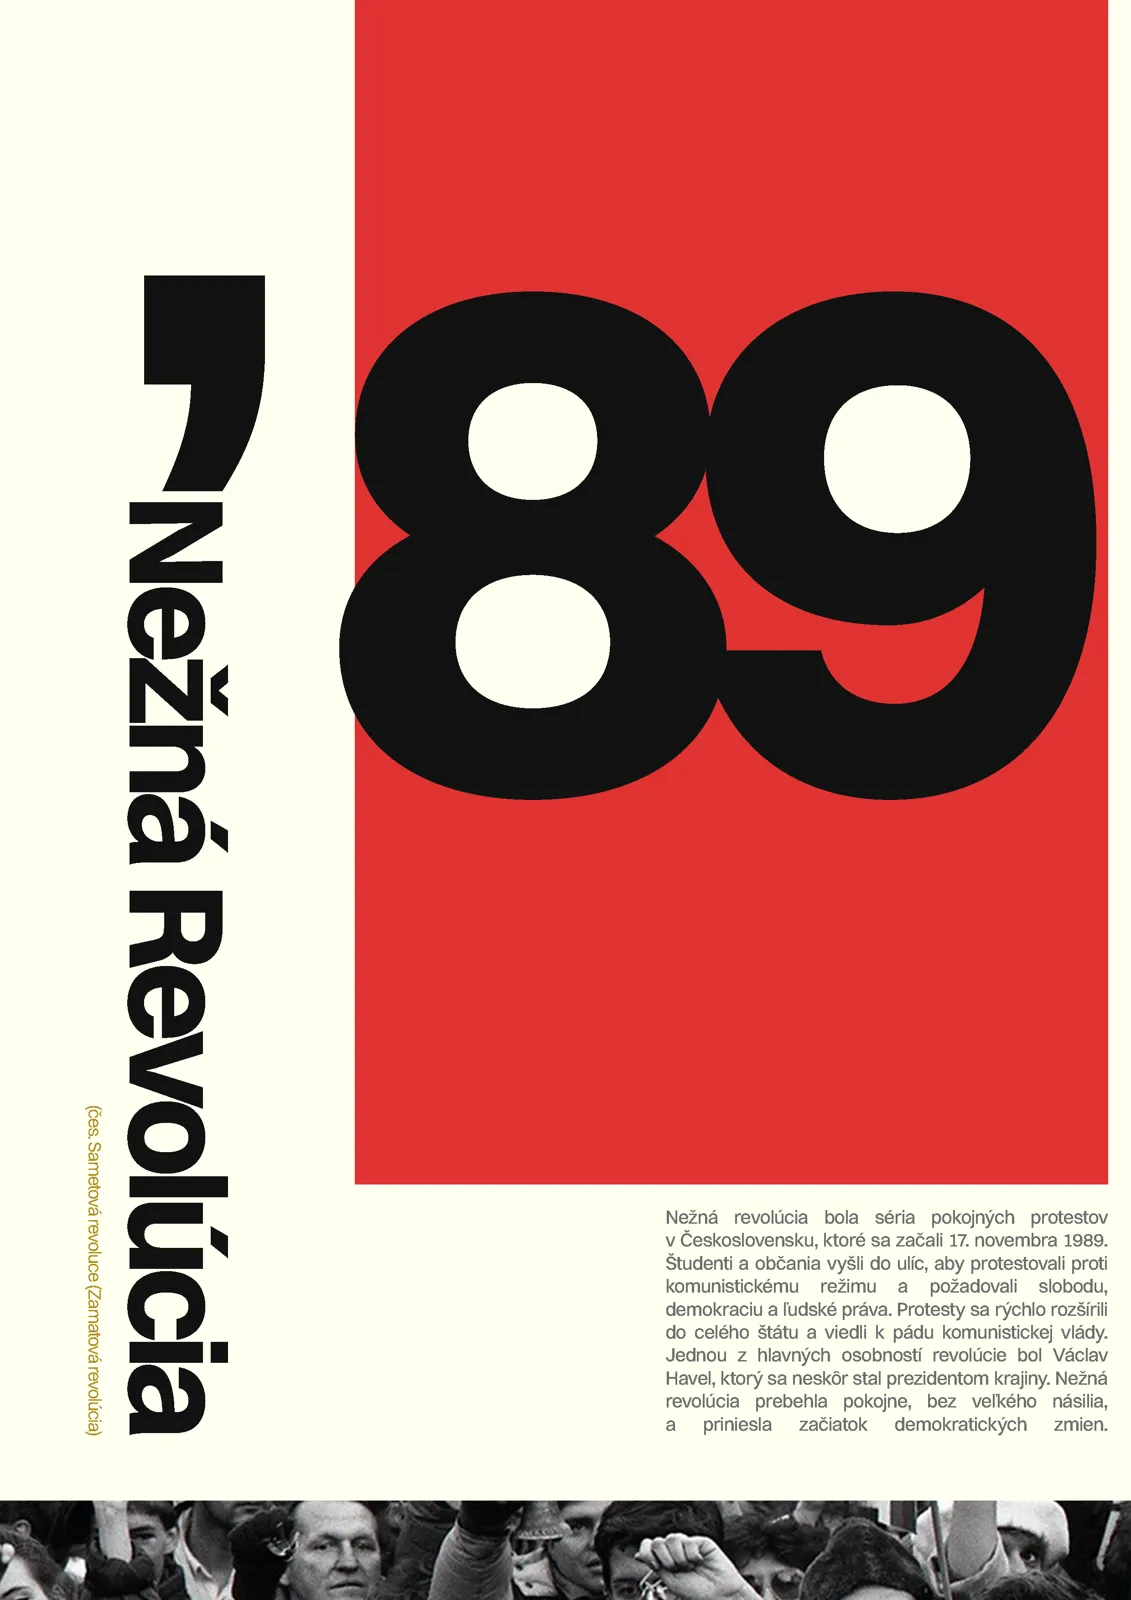 ’89
Nežná Revolúcia
(čes. Sametová revoluce (Zamatová revolúcia)
Nežná revolúcia bola séria pokojných protestov
v Československu, ktoré sa začali 17. novembra 1989.
Študenti a občania vyšli do ulíc, aby protestovali proti
komunistickému režimu a požadovali slobodu,
demokraciu a ľudské práva. Protesty sa rýchlo rozšírili
do celého štátu a viedli k pádu komunistickej vlády.
Jednou z hlavných osobností revolúcie bol Václav
Havel, ktorý sa neskôr stal prezidentom krajiny. Nežná
revolúcia prebehla pokojne, bez veľkého násilia,
a priniesla začiatok demokratických zmien.